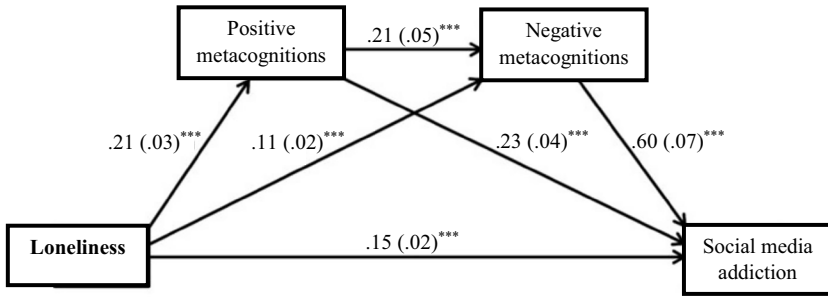 Positive
metacognitions
Negative
metacognitions
.21 (.05)***
.21 (.03)***
.11 (.02)***
.23 (.04)***
.60 (.07)***
Loneliness
.15 (.02)***
Social media
addiction